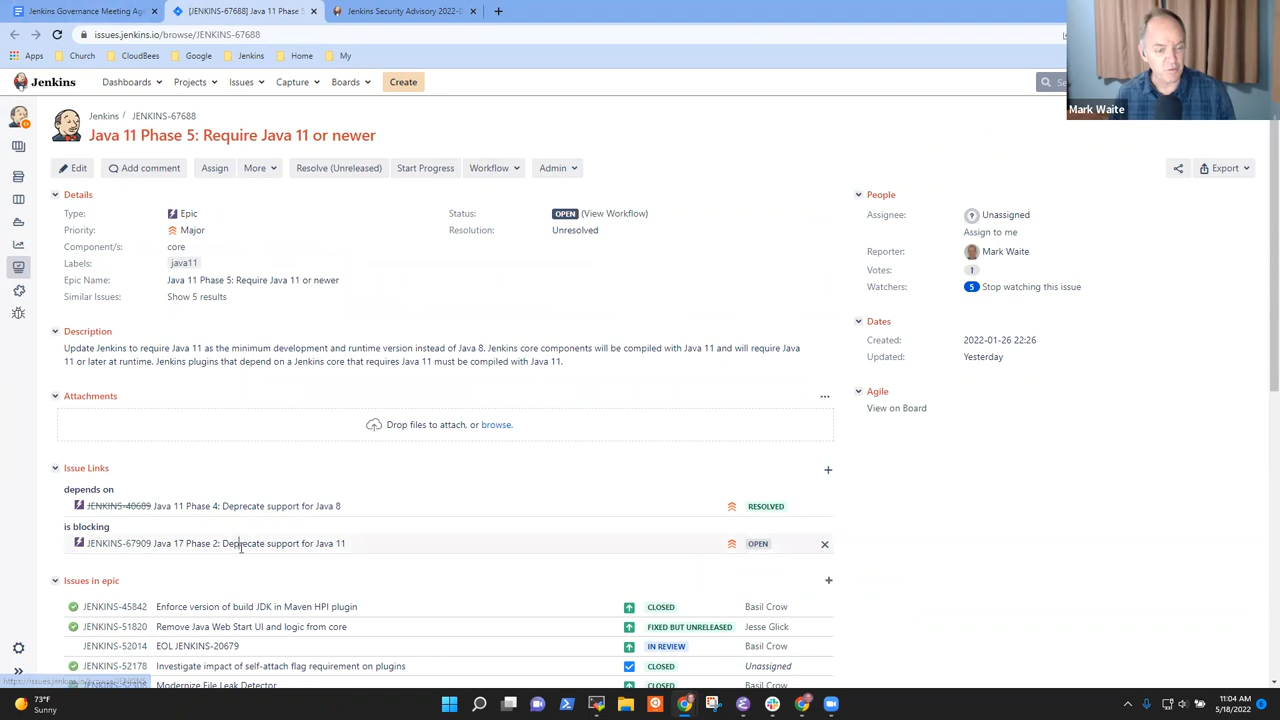 Jenkins Governance Meeting Age
[JENKINS-67688] Java 11 Phase 5
Jenkins Security Advisory 2022-0
issues.jenkins.io/browse/JENKINS-67688
Apps
Church
CloudBees
Google
Jenkins
Home
My
Jenkins
Dashboards
Projects
Issues
Capture
Boards
Create
Se
Mark Waite
Jenkins / JENKINS-67688
Java 11 Phase 5: Require Java 11 or newer
Edit
Add comment
Assign
More
Resolve (Unreleased)
Start Progress
Workflow
Admin
Export
Details
Type: Epic
Status: OPEN (View Workflow)
Priority: Major
Resolution: Unresolved
Component/s: core
Labels: java11
Epic Name: Java 11 Phase 5: Require Java 11 or newer
Similar Issues: Show 5 results
People
Assignee: Unassigned
Assign to me
Reporter: Mark Waite
Votes: 1
Watchers: 5 Stop watching this issue
Description
Update Jenkins to require Java 11 as the minimum development and runtime version instead of Java 8. Jenkins core components will be compiled with Java 11 and will require Java
11 or later at runtime. Jenkins plugins that depend on a Jenkins core that requires Java 11 must be compiled with Java 11.
Dates
Created: 2022-01-26 22:26
Updated: Yesterday
Attachments
Drop files to attach, or browse.
Agile
View on Board
Issue Links
depends on
JENKINS-40689 Java 11 Phase 4: Deprecate support for Java 8 RESOLVED
is blocking
JENKINS-67909 Java 17 Phase 2: Deprecate support for Java 11 OPEN
Issues in epic
JENKINS-45842 Enforce version of build JDK in Maven HPI plugin CLOSED Basil Crow
JENKINS-51820 Remove Java Web Start UI and logic from core FIXED BUT UNRELEASED Jesse Glick
JENKINS-52014 EOL JENKINS-20679 IN REVIEW Basil Crow
JENKINS-52178 Investigate impact of self-attach flag requirement on plugins CLOSED Unassigned
Modernize File Leak Detector
73°F
Sunny
11:04 AM
5/18/2022